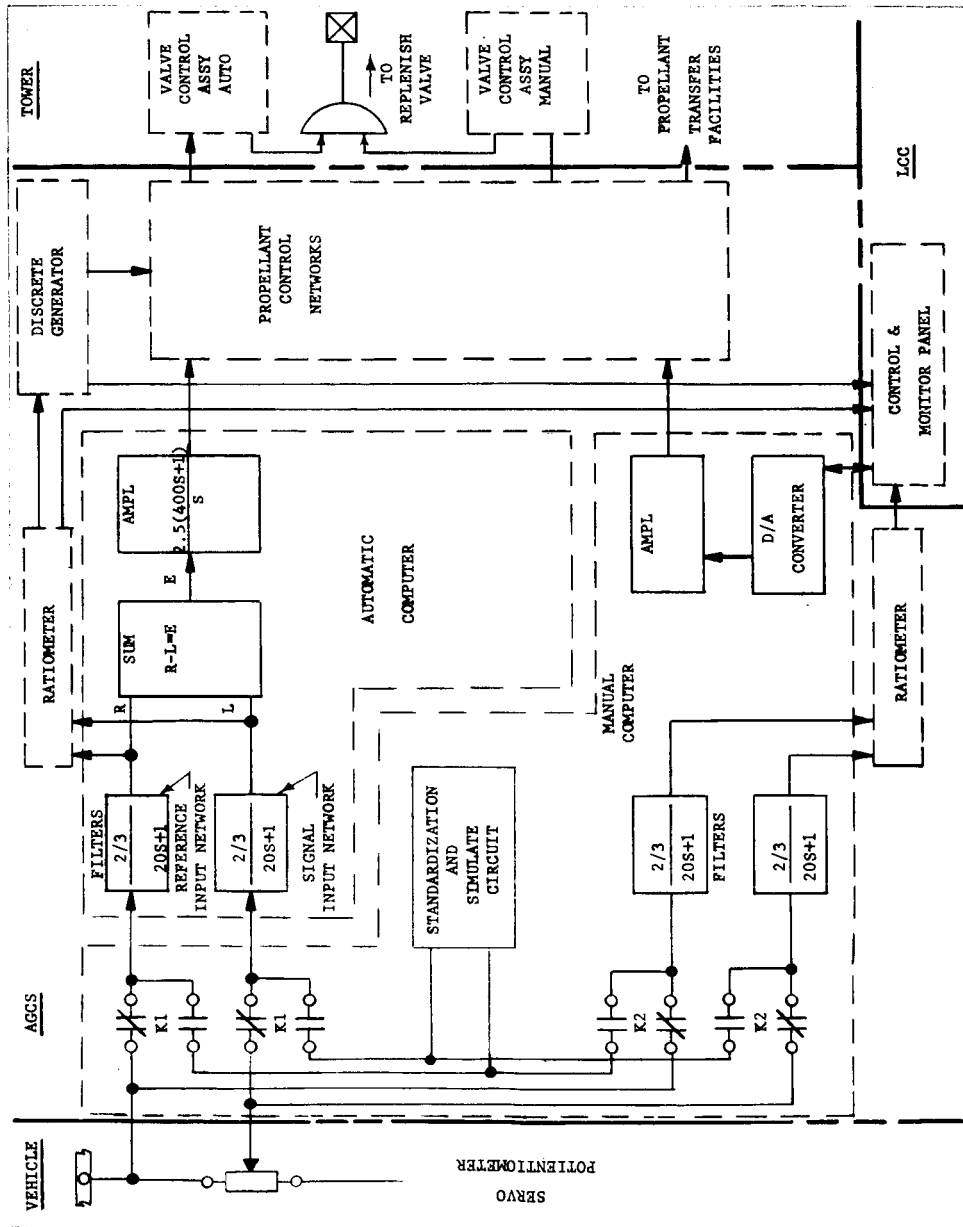 VEHICLE
AGCS
TOWER
LCC
SERVO
POTIENTIOMETER
RATIOMETER
DISCRETE
GENERATOR
VALVE
CONTROL
ASSY
AUTO
TO
REPLENISH
VALVE
VALVE
CONTROL
ASSY
MANUAL
TO
PROPELLANT
TRANSFER
FACILITIES
PROPELLANT
CONTROL
NETWORKS
K1
K1
FILTERS
2/3
20S+1
REFERENCE
INPUT NETWORK
2/3
20S+1
SIGNAL
INPUT NETWORK
R
L
SUM
R-L=E
E
AMPL
2.5(400S+1)
S
AUTOMATIC
COMPUTER
STANDARDIZATION
AND
SIMULATE
CIRCUIT
MANUAL
COMPUTER
K2
K2
2/3
20S+1
FILTERS
2/3
20S+1
AMPL
D/A
CONVERTER
RATIOMETER
CONTROL &
MONITOR PANEL